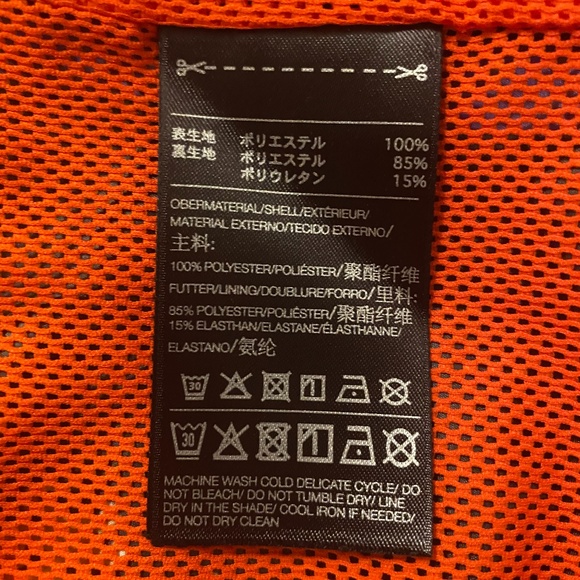 表生地 ポリエステル 100%
裏生地 ポリエステル 85%
ポリウレタン 15%
OBERMATERIAL/SHELL/EXTÉRIEUR/
MATERIAL EXTERNO/TECIDO EXTERNO/
主料:
100% POLYESTER/POLIÉSTER/聚酯纤维
FUTTER/LINING/DOUBLURE/FORRO/里料:
85% POLYESTER/POLIÉSTER/聚酯纤维
15% ELASTHAN/ELASTANE/ÉLASTHANNE/
ELASTANO/氨纶
30
30
MACHINE WASH COLD DELICATE CYCLE/ DO
NOT BLEACH/ DO NOT TUMBLE DRY/ LINE
DRY IN THE SHADE/ COOL IRON IF NEEDED/
DO NOT DRY CLEAN